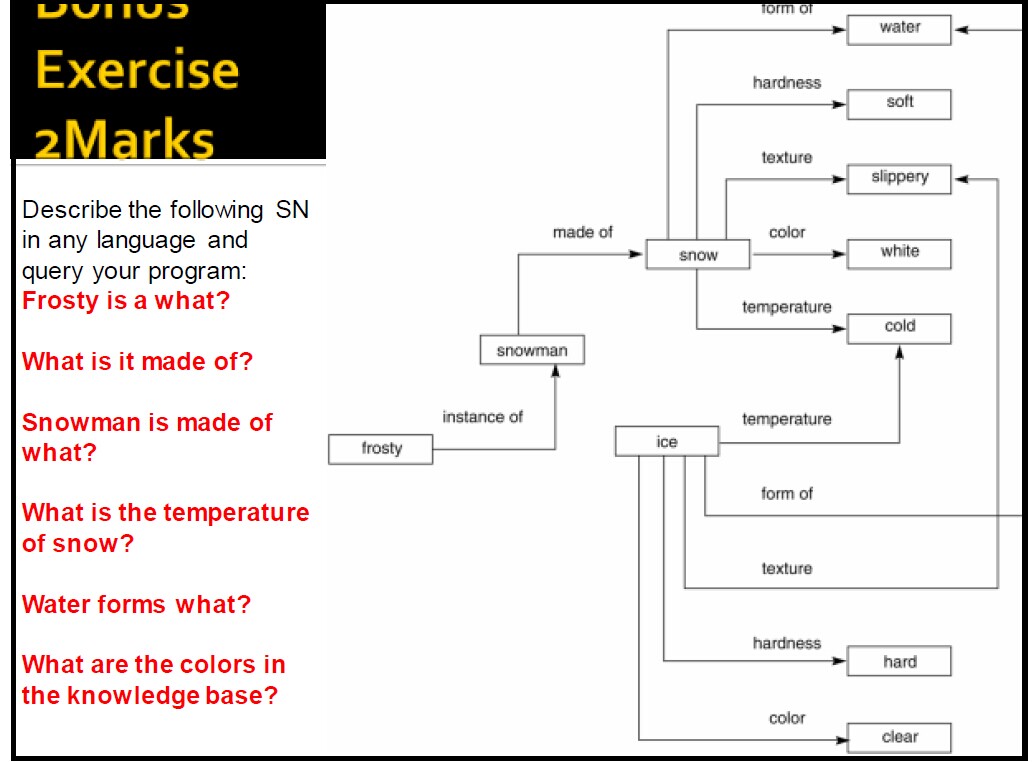 Bonus
Exercise
2Marks
Describe the following SN
in any language and
query your program:
Frosty is a what?
What is it made of?
Snowman is made of
what?
What is the temperature
of snow?
Water forms what?
What are the colors in
the knowledge base?
form of
water
hardness
soft
texture
slippery
made of
snow
color
white
temperature
cold
snowman
instance of
frosty
temperature
ice
form of
texture
hardness
hard
color
clear